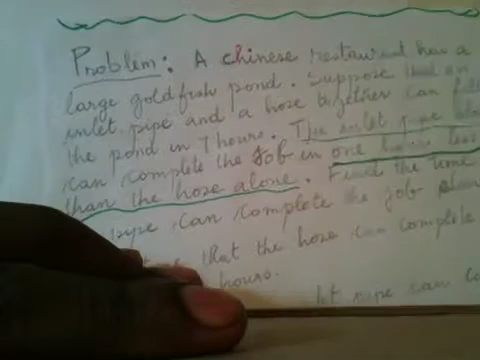 Problem: A chinese restaurant has a
large goldfish pond. Suppose that an
inlet pipe and a hose together can fill
the pond in 7 hours. The inlet pipe
can complete the job in one hour less
than the hose alone. Find the time
pipe can complete the job
that the hose can complete
hours.
pipe can